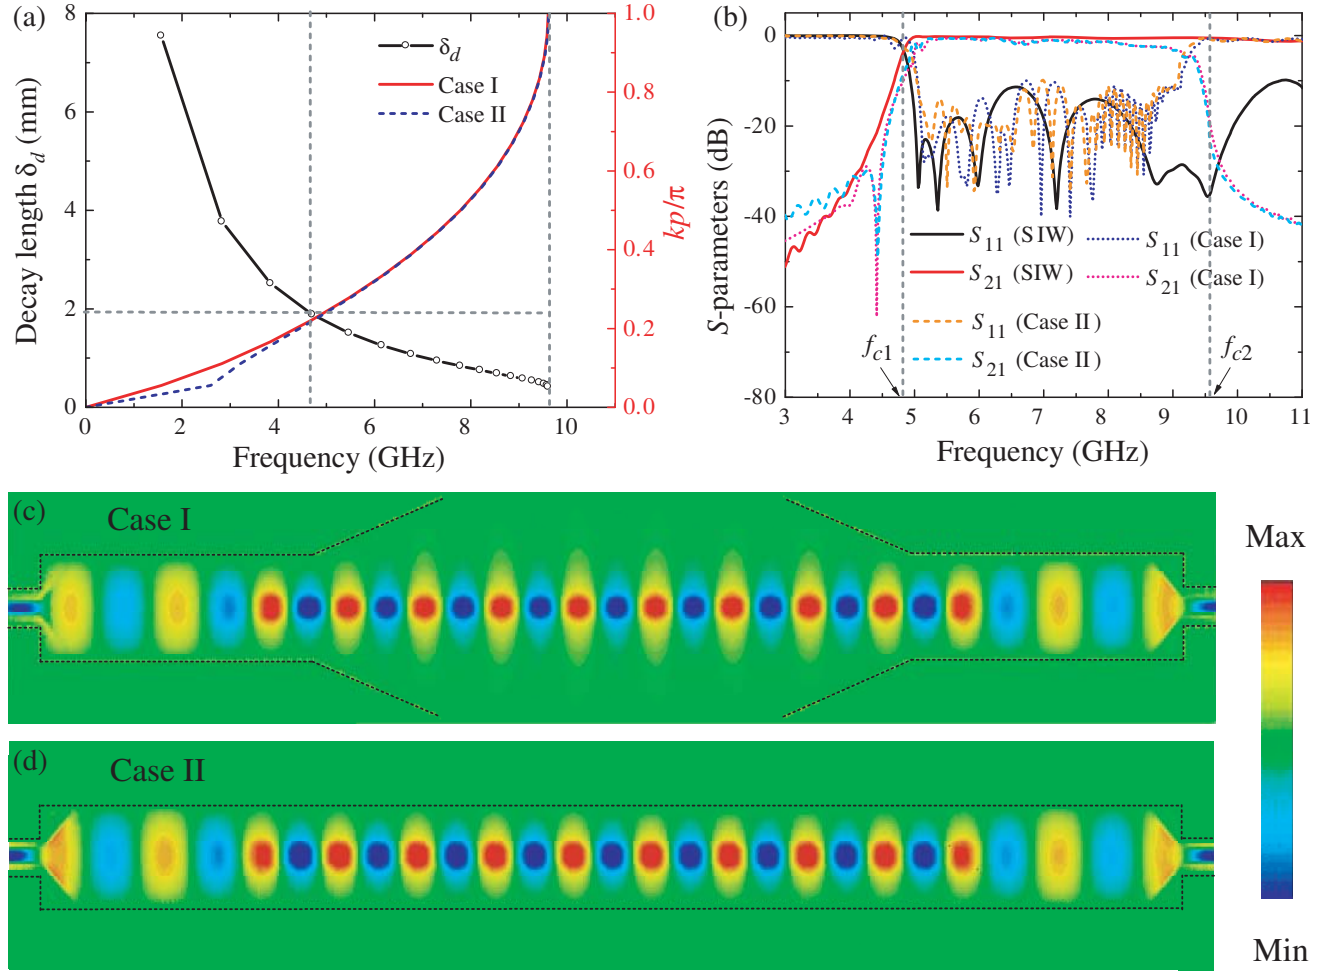 (a)
Decay length δd (mm)
8
6
4
2
0
0
2
4
6
8
10
Frequency (GHz)
δd
Case I
Case II
1.0
0.8
0.6
0.4
0.2
0.0
kp/π
(b)
S-parameters (dB)
0
-20
-40
-60
-80
3
4
5
6
7
8
9
10
11
Frequency (GHz)
S11 (SIW)
S21 (SIW)
S11 (Case I)
S21 (Case I)
S11 (Case II)
S21 (Case II)
fc1
fc2
(c)
Case I
(d)
Case II
Max
Min